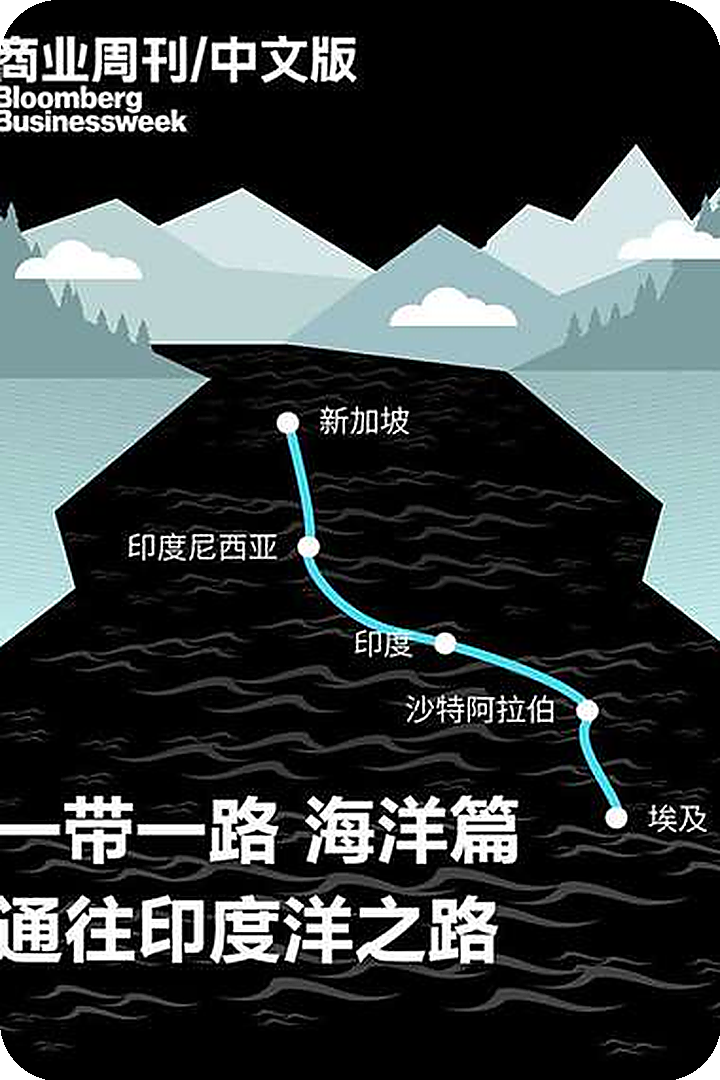 商业周刊/中文版
Bloomberg
Businessweek
新加坡
印度尼西亚
印度
沙特阿拉伯
埃及
一带一路 海洋篇
通往印度洋之路